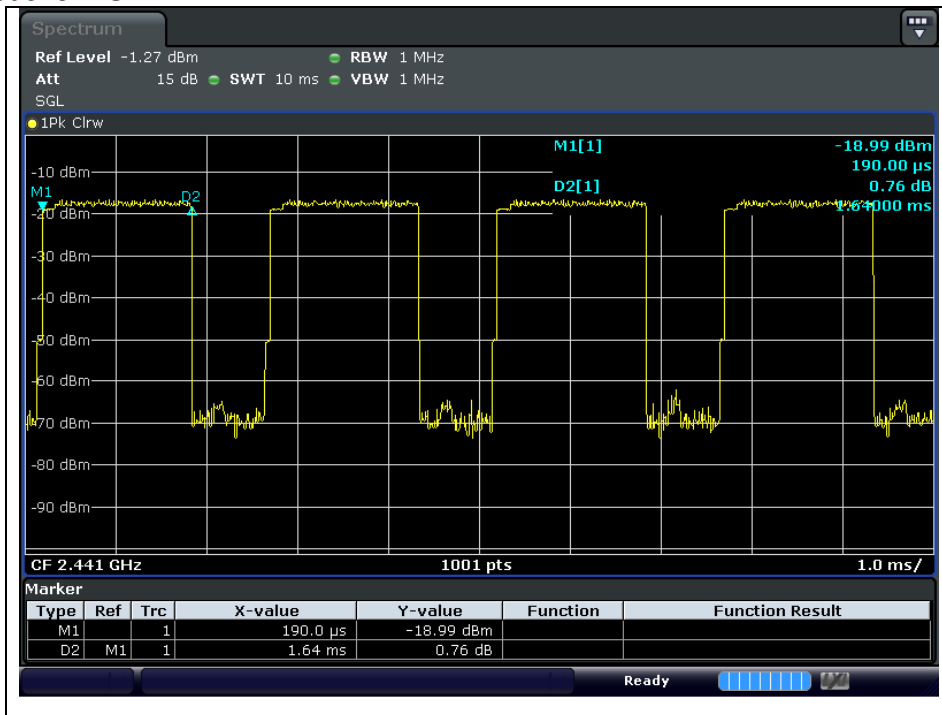 Spectrum
Ref Level -1.27 dBm RBW 1 MHz
Att 15 dB SWT 10 ms VBW 1 MHz
SGL
1Pk Clrw
M1[1] -18.99 dBm
190.00 µs
D2[1] 0.76 dB
1.64000 ms
M1
D2
-10 dBm
-20 dBm
-30 dBm
-40 dBm
-50 dBm
-60 dBm
-70 dBm
-80 dBm
-90 dBm
CF 2.441 GHz 1001 pts 1.0 ms/
Marker
Type Ref Trc X-value Y-value Function Function Result
M1 1 190.0 µs -18.99 dBm
D2 M1 1 1.64 ms 0.76 dB
Ready